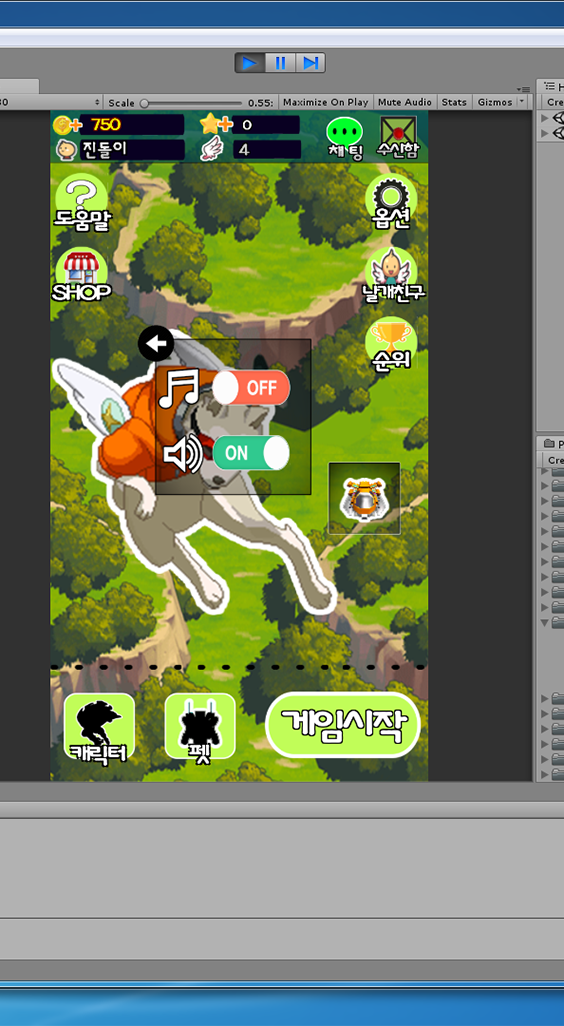 Scale 0.55: Maximize On Play Mute Audio Stats Gizmos
Cre
750 0
진돌이 4
채팅 수신함
도움말 옵션
SHOP 날개친구
순위
OFF
ON
Cre
캐릭터 펫 게임시작